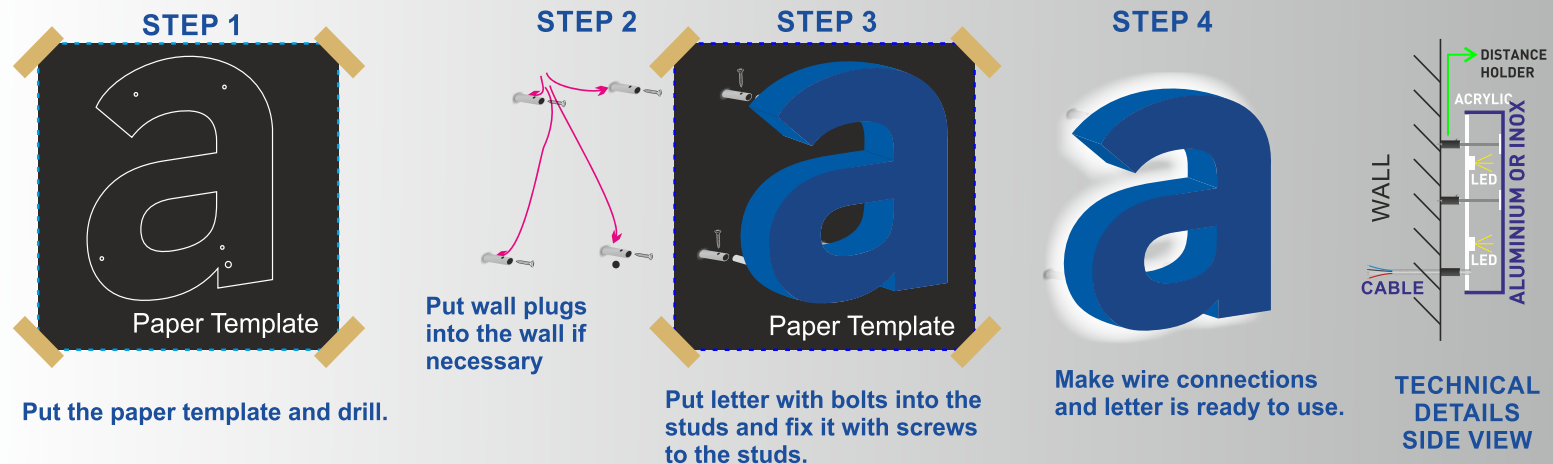 STEP 1
Paper Template
Put the paper template and drill.
STEP 2
Put wall plugs
into the wall if
necessary
STEP 3
Paper Template
Put letter with bolts into the
studs and fix it with screws
to the studs.
STEP 4
Make wire connections
and letter is ready to use.
DISTANCE
HOLDER
ACRYLIC
ALUMINIUM OR INOX
WALL
LED
LED
CABLE
TECHNICAL
DETAILS
SIDE VIEW
a
a
a